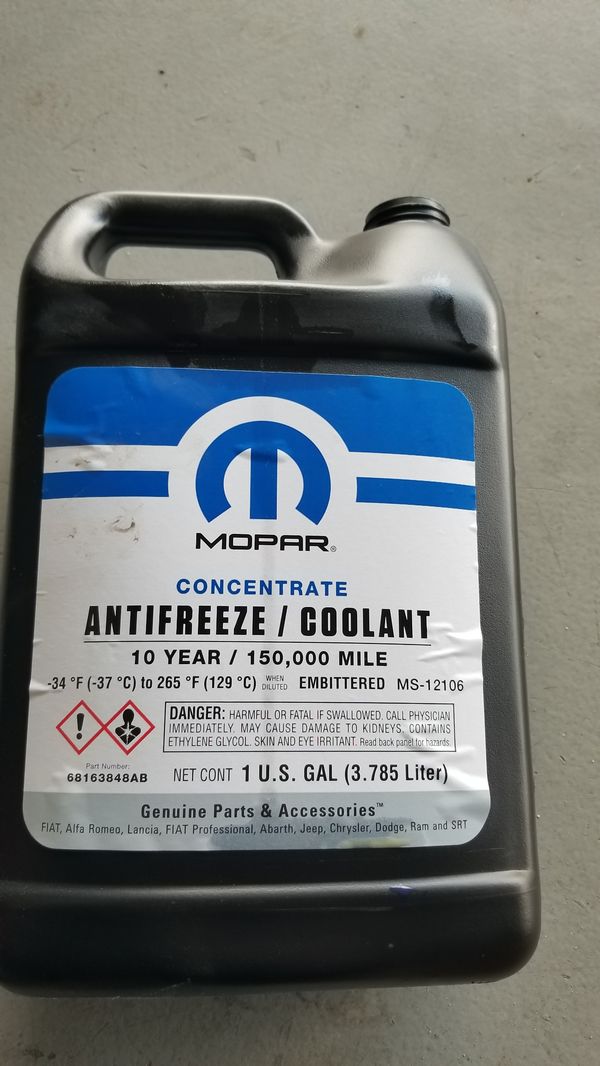 MOPAR®
CONCENTRATE
ANTIFREEZE / COOLANT
10 YEAR / 150,000 MILE
-34 °F (-37 °C) to 265 °F (129 °C) WHEN DILUTED EMBITTERED MS-12106
DANGER: HARMFUL OR FATAL IF SWALLOWED. CALL PHYSICIAN
IMMEDIATELY. MAY CAUSE DAMAGE TO KIDNEYS. CONTAINS
ETHYLENE GLYCOL. SKIN AND EYE IRRITANT. Read back panel for hazards.
Part Number:
68163848AB
NET CONT 1 U.S. GAL (3.785 Liter)
Genuine Parts & Accessories™
FIAT, Alfa Romeo, Lancia, FIAT Professional, Abarth, Jeep, Chrysler, Dodge, Ram and SRT